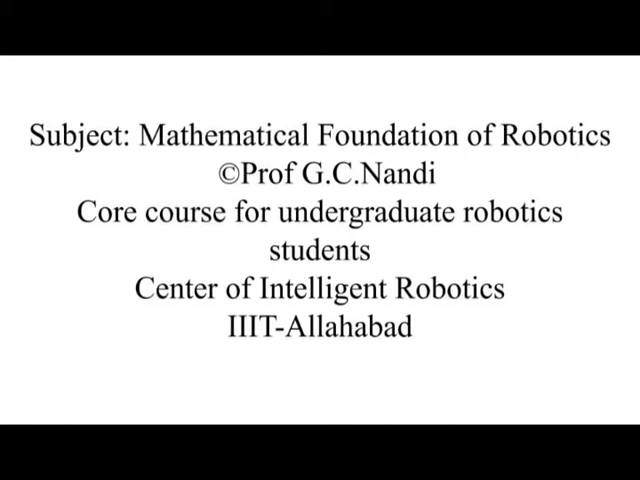 Subject: Mathematical Foundation of Robotics
©Prof G.C.Nandi
Core course for undergraduate robotics
students
Center of Intelligent Robotics
IIIT-Allahabad